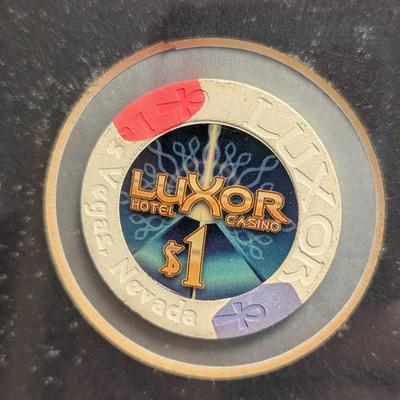 LUXOR
HOTEL CASINO
$1
LUXOR
Las Vegas, Nevada